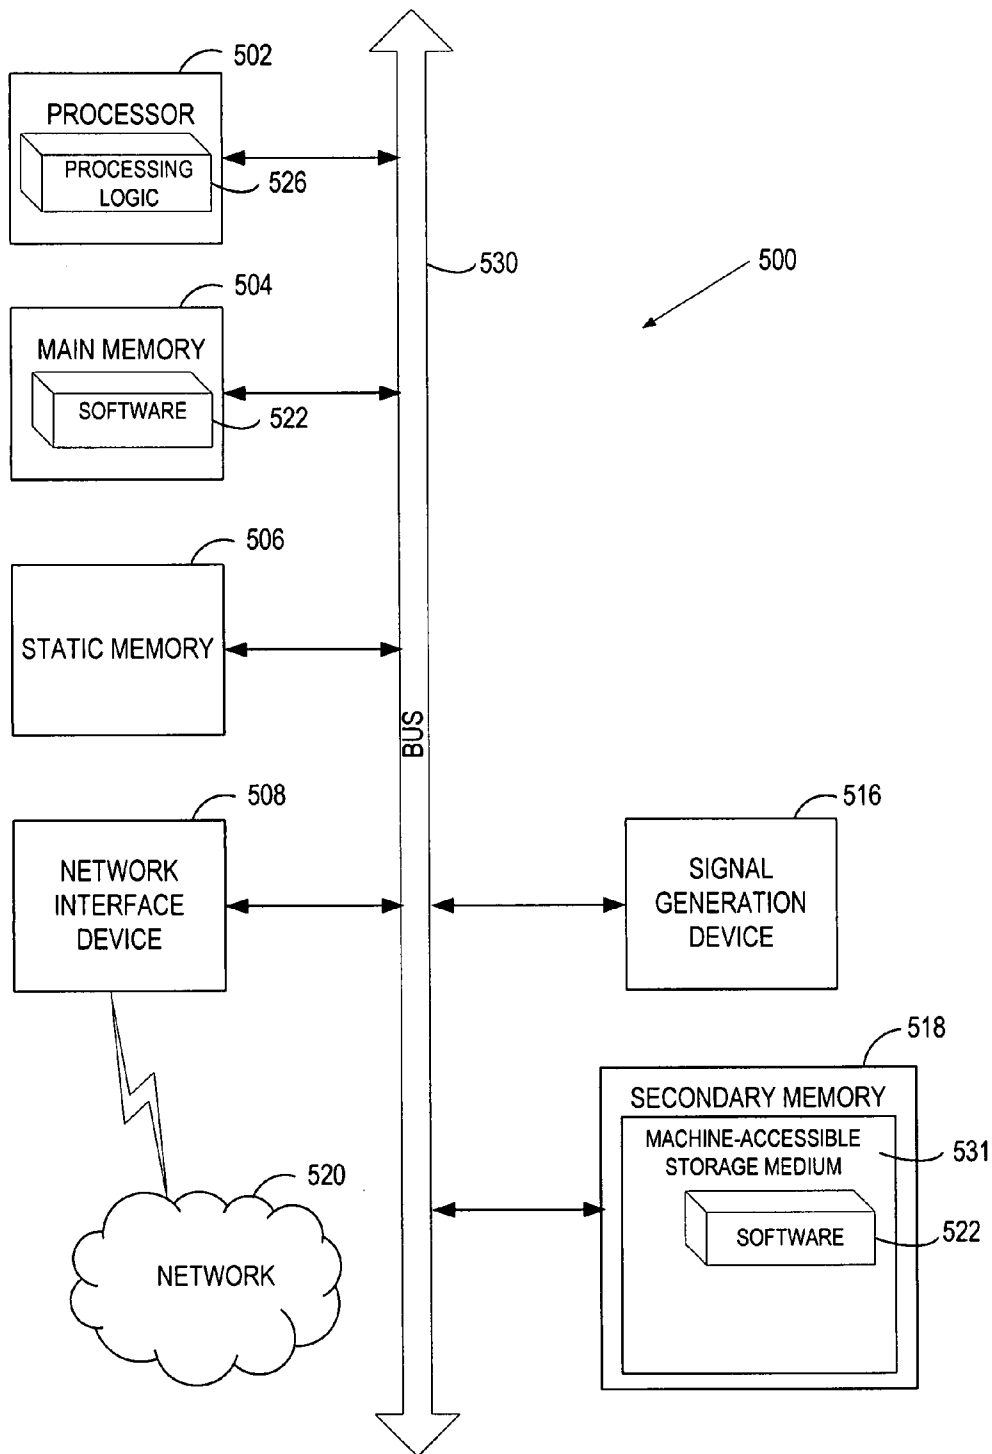 502
PROCESSOR
PROCESSING
LOGIC
526
530
500
504
MAIN MEMORY
SOFTWARE
522
506
STATIC MEMORY
BUS
508
NETWORK
INTERFACE
DEVICE
516
SIGNAL
GENERATION
DEVICE
518
SECONDARY MEMORY
MACHINE-ACCESSIBLE
STORAGE MEDIUM
531
SOFTWARE
522
520
NETWORK